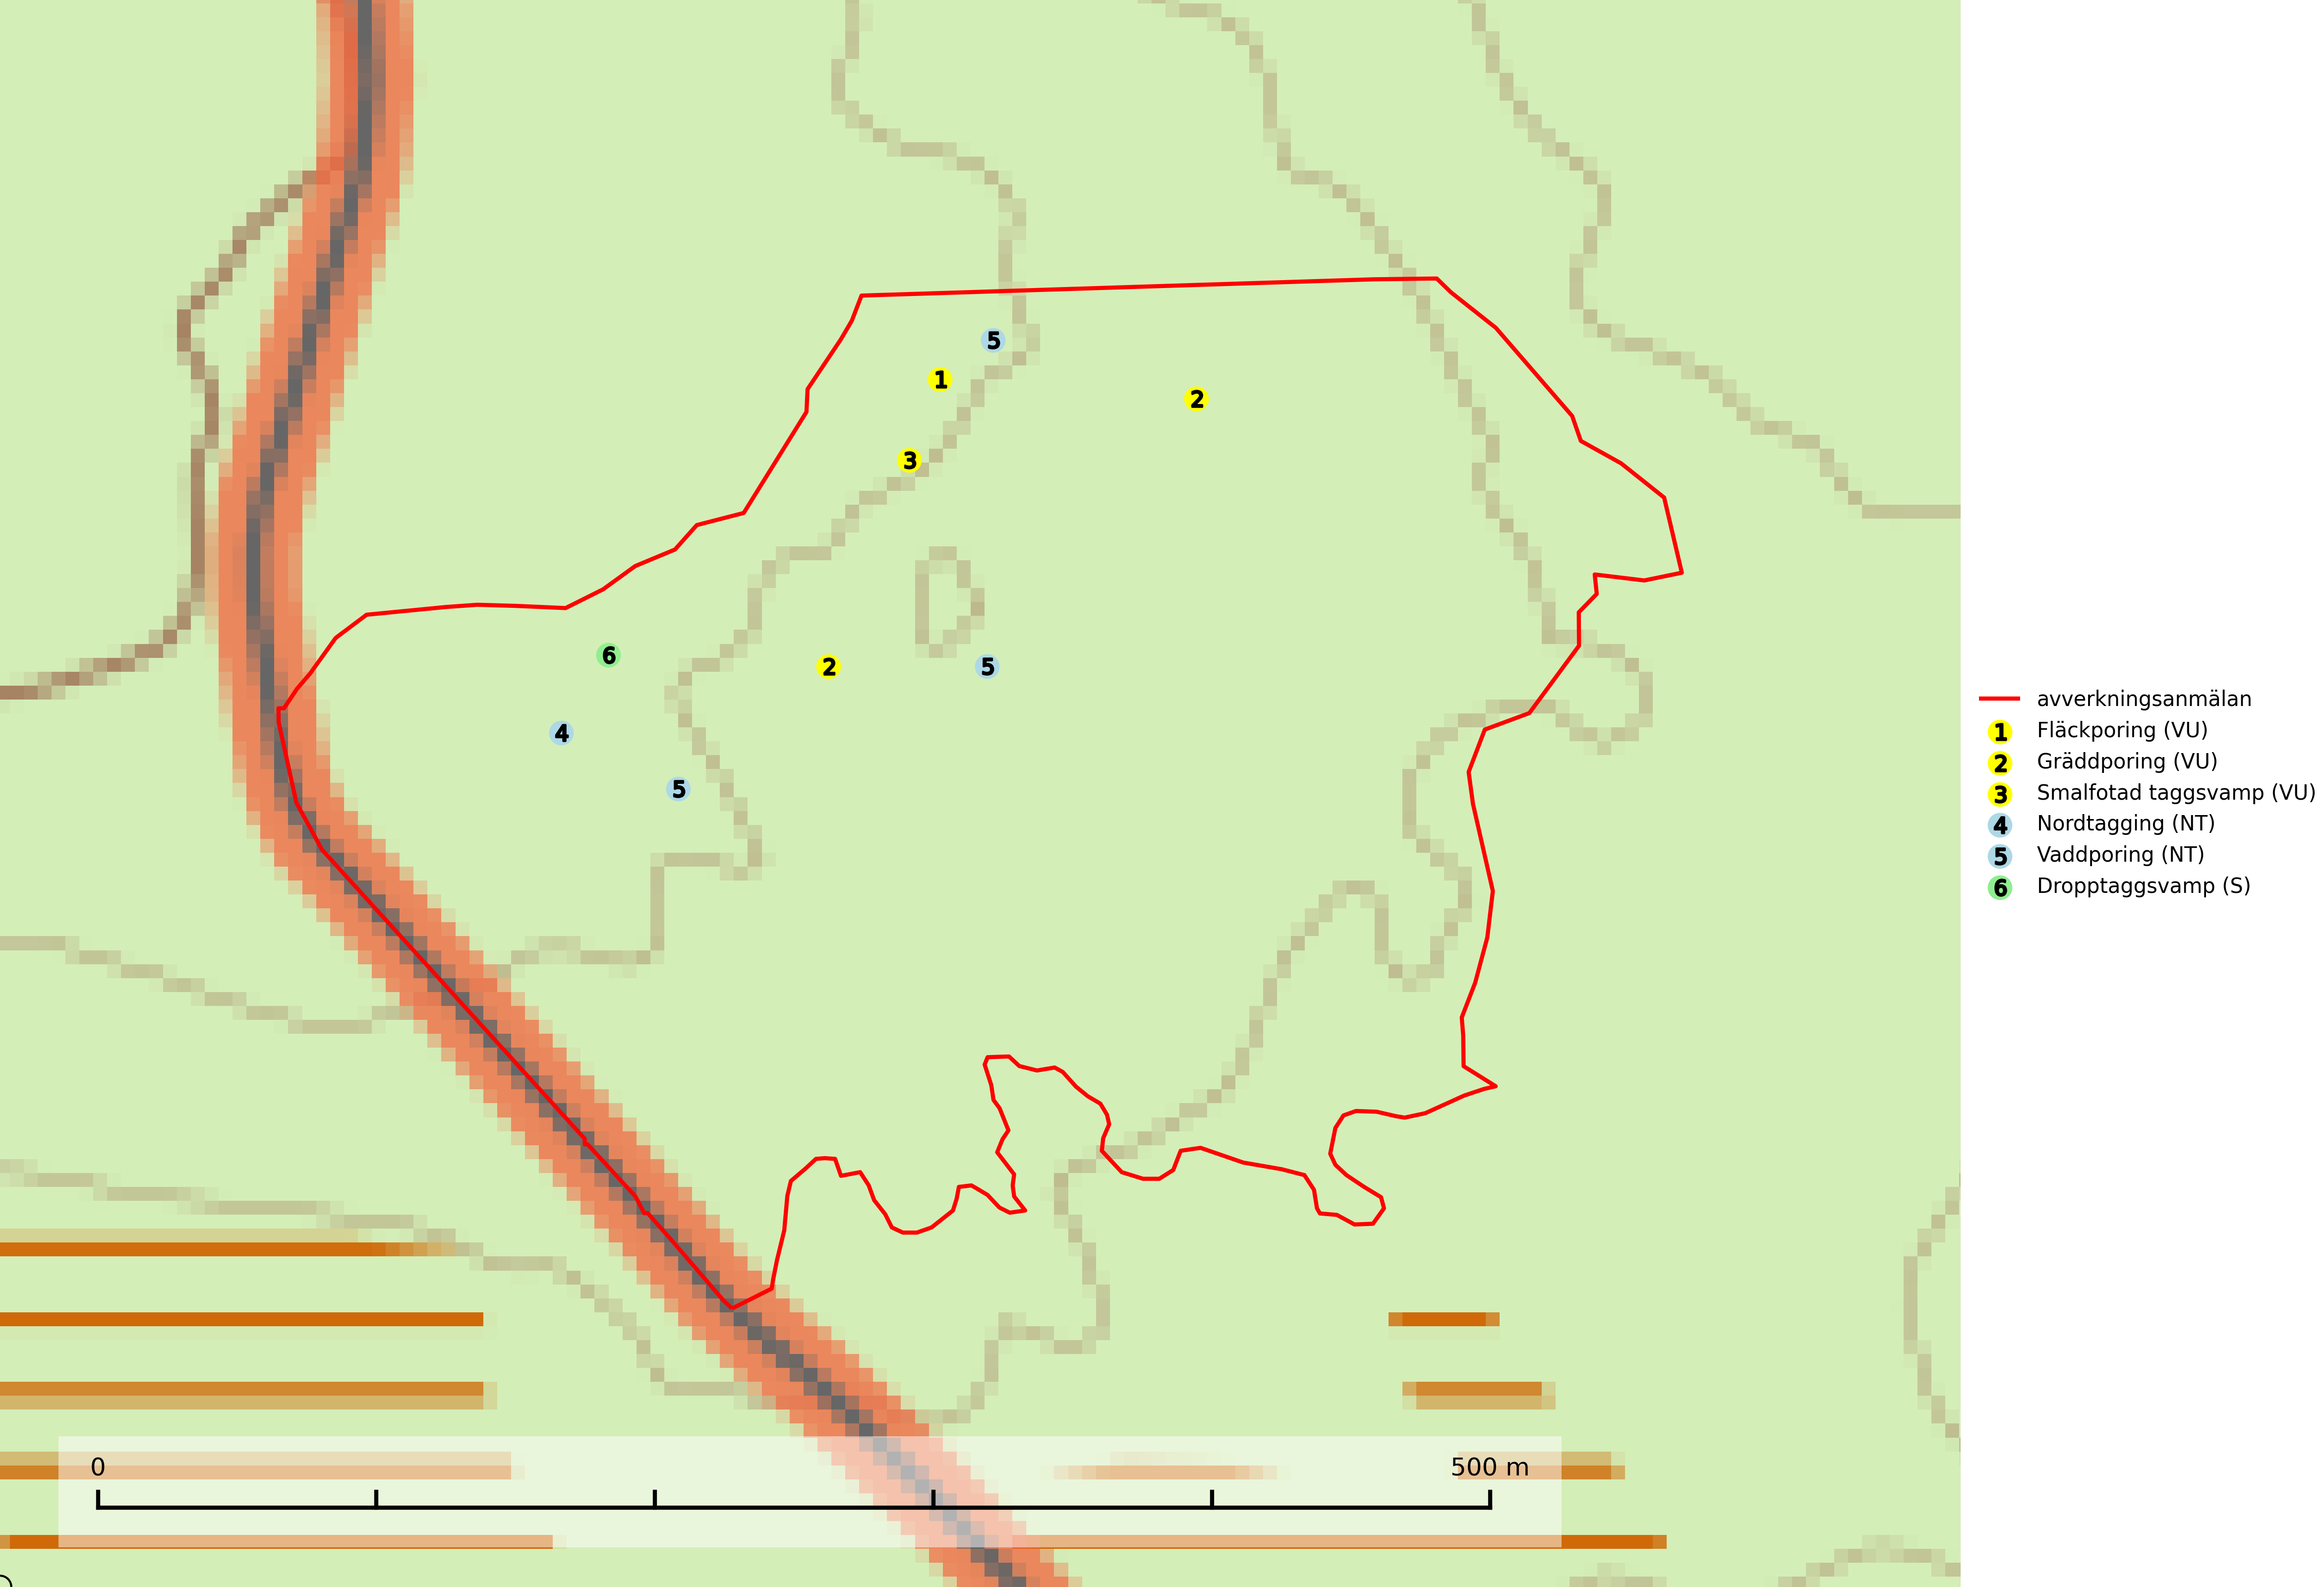 5
1
2
3
6
2
5
4
5
avverkningsanmälan
1 Fläckporing (VU)
2 Gräddporing (VU)
3 Smalfotad taggsvamp (VU)
4 Nordtagging (NT)
5 Vaddporing (NT)
6 Dropptaggsvamp (S)
0 500 m